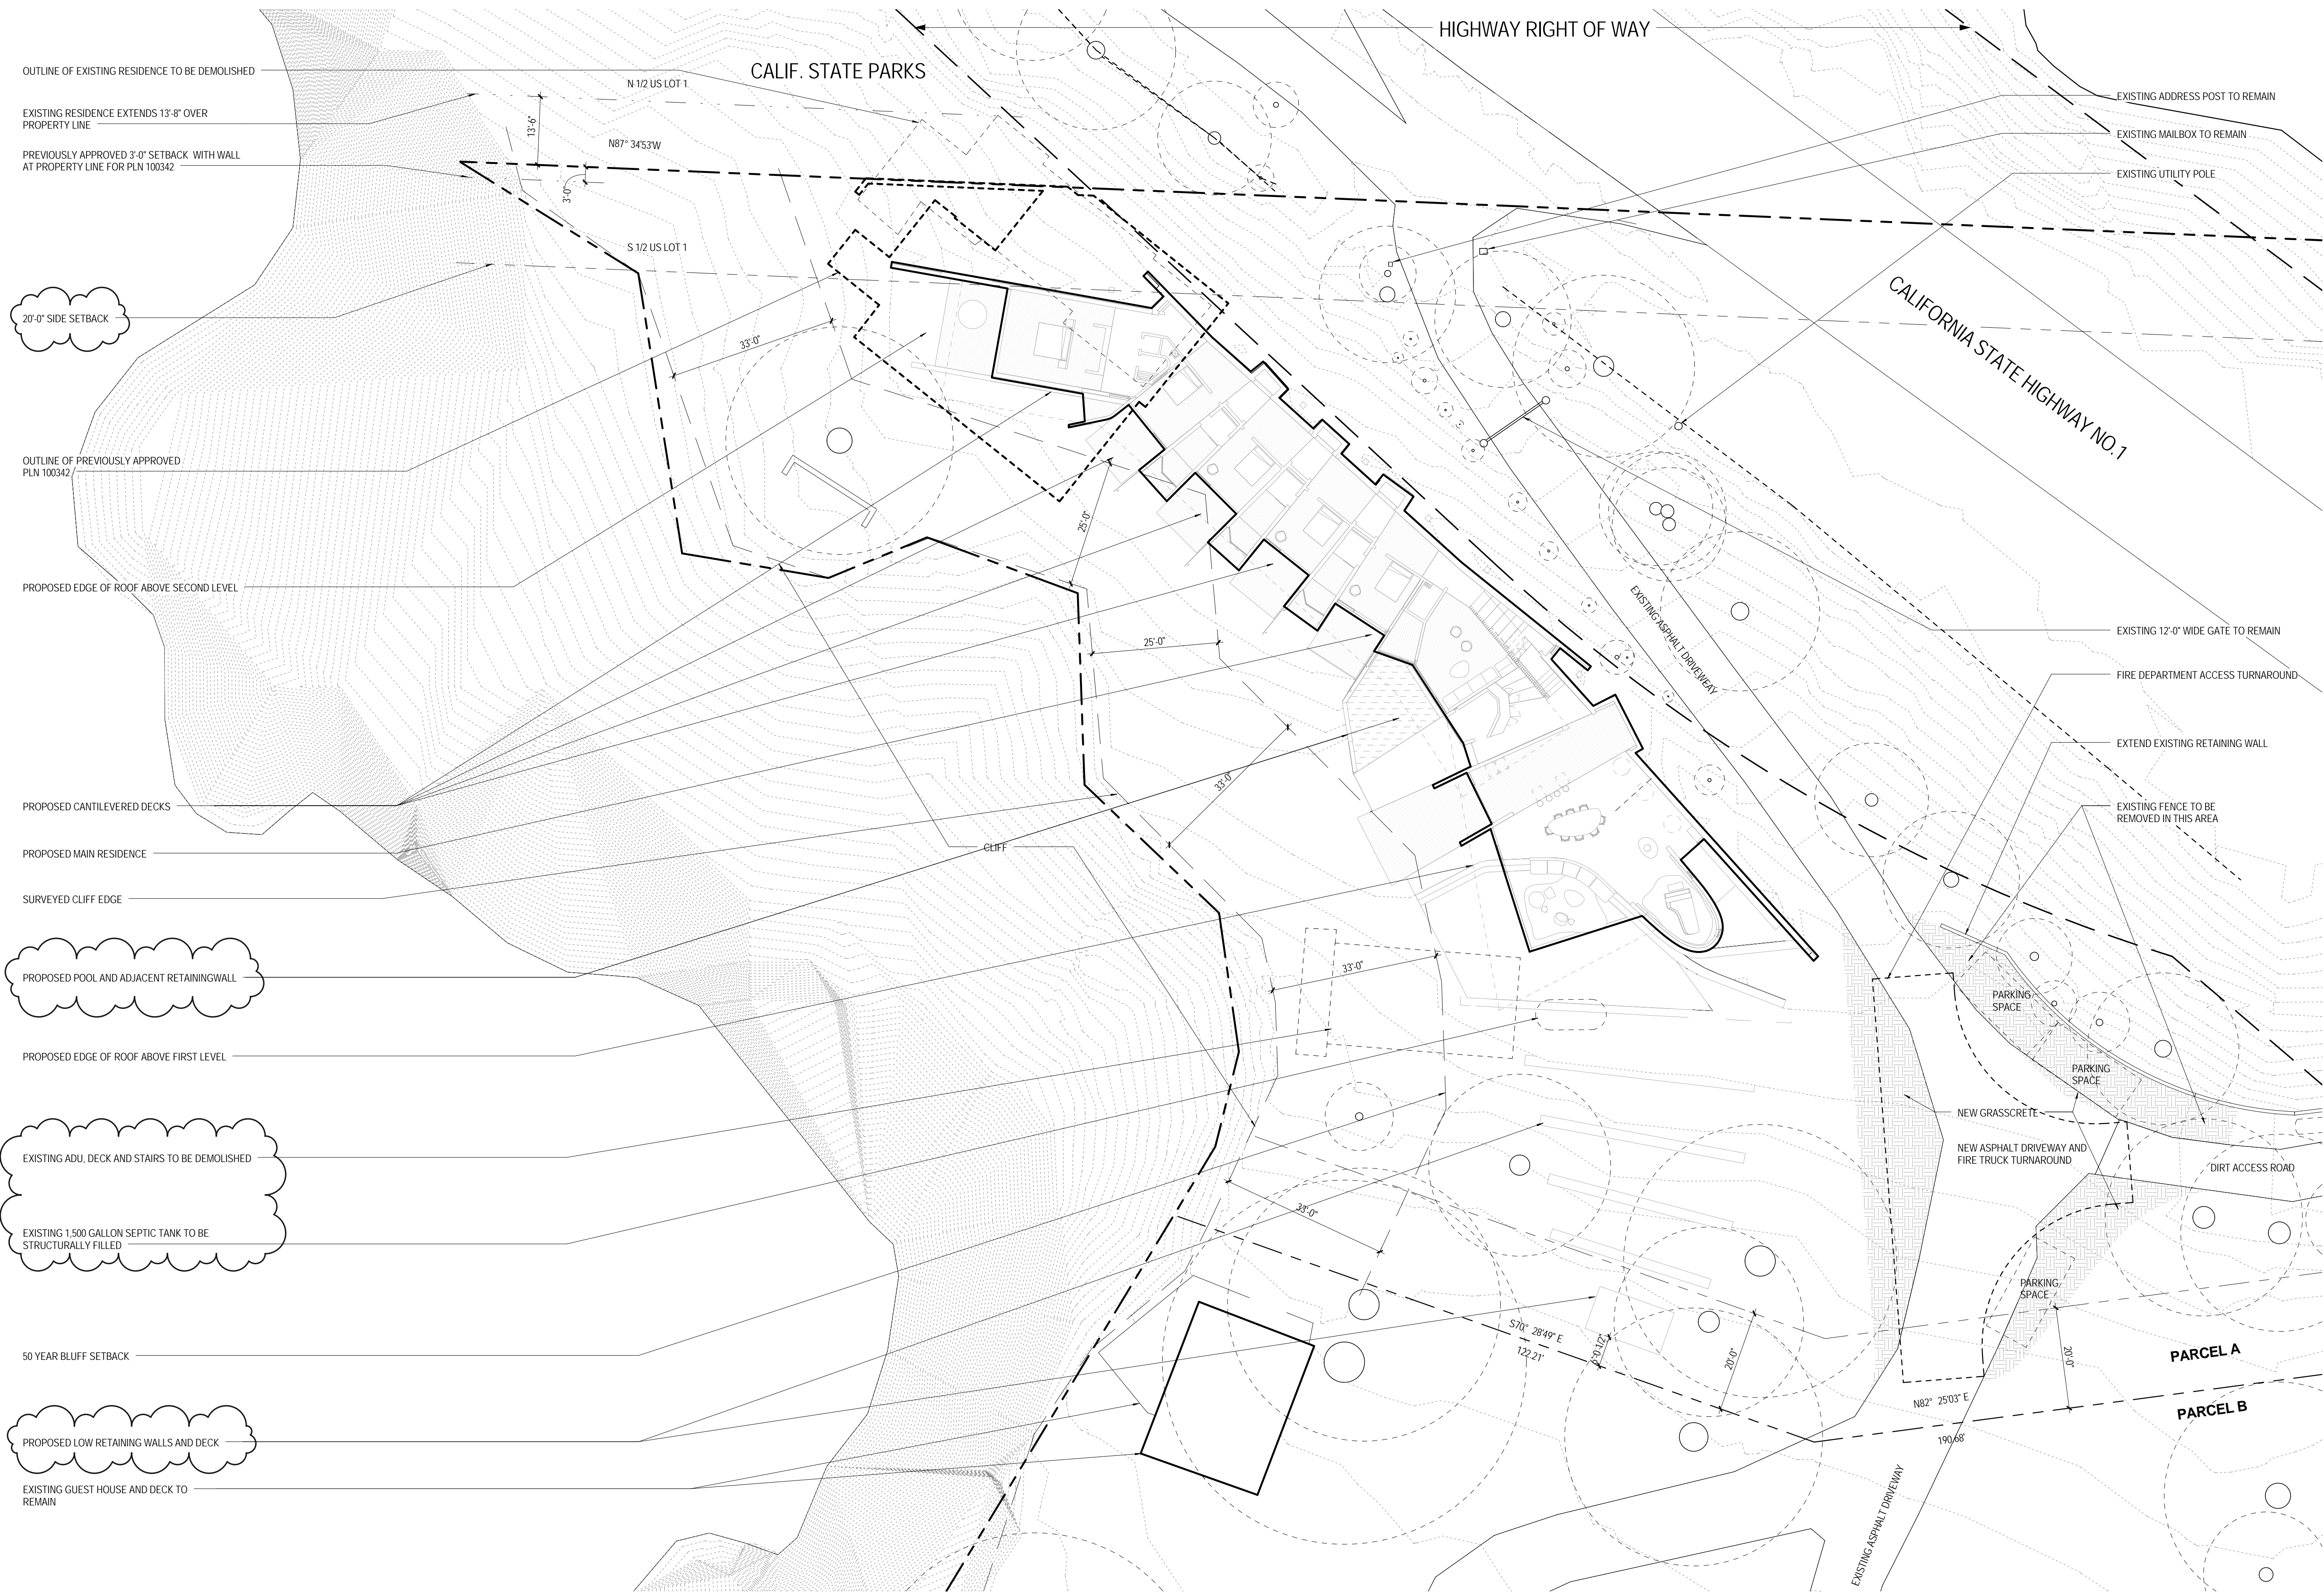 HIGHWAY RIGHT OF WAY
CALIF. STATE PARKS
OUTLINE OF EXISTING RESIDENCE TO BE DEMOLISHED
N 1/2 US LOT 1
EXISTING RESIDENCE EXTENDS 13'-8" OVER
PROPERTY LINE
13'-6"
N87° 34'53'W
PREVIOUSLY APPROVED 3'-0" SETBACK WITH WALL
AT PROPERTY LINE FOR PLN 100342
3'-0"
S 1/2 US LOT 1
EXISTING ADDRESS POST TO REMAIN
EXISTING MAILBOX TO REMAIN
EXISTING UTILITY POLE
20'-0" SIDE SETBACK
33'-0"
CALIFORNIA STATE HIGHWAY NO.1
OUTLINE OF PREVIOUSLY APPROVED
PLN 100342
25'-0"
PROPOSED EDGE OF ROOF ABOVE SECOND LEVEL
EXISTING ASPHALT DRIVEWEAY
25'-0"
EXISTING 12'-0" WIDE GATE TO REMAIN
FIRE DEPARTMENT ACCESS TURNAROUND
EXTEND EXISTING RETAINING WALL
33'-0"
PROPOSED CANTILEVERED DECKS
EXISTING FENCE TO BE
REMOVED IN THIS AREA
PROPOSED MAIN RESIDENCE
CLIFF
SURVEYED CLIFF EDGE
PROPOSED POOL AND ADJACENT RETAININGWALL
33'-0"
PARKING
SPACE
PROPOSED EDGE OF ROOF ABOVE FIRST LEVEL
PARKING
SPACE
NEW GRASSCRETE
NEW ASPHALT DRIVEWAY AND
FIRE TRUCK TURNAROUND
DIRT ACCESS ROAD
EXISTING ADU, DECK AND STAIRS TO BE DEMOLISHED
33'-0"
EXISTING 1,500 GALLON SEPTIC TANK TO BE
STRUCTURALLY FILLED
PARKING
SPACE
S70° 28'49" E
122.21'
2'-0 1/2"
20'-0"
20'-0"
50 YEAR BLUFF SETBACK
PARCEL A
N82° 25'03" E
PARCEL B
190.68'
PROPOSED LOW RETAINING WALLS AND DECK
EXISTING GUEST HOUSE AND DECK TO
REMAIN
EXISTING ASPHALT DRIVEWAY